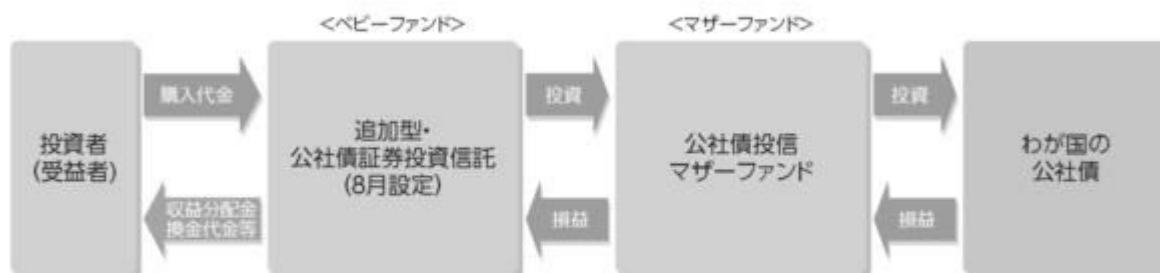 <ベビーファンド>
<マザーファンド>
投資者
(受益者)
購入代金
収益分配金
換金代金等
追加型・
公社債証券投資信託
(8月設定)
投資
損益
公社債投信
マザーファンド
投資
損益
わが国の
公社債